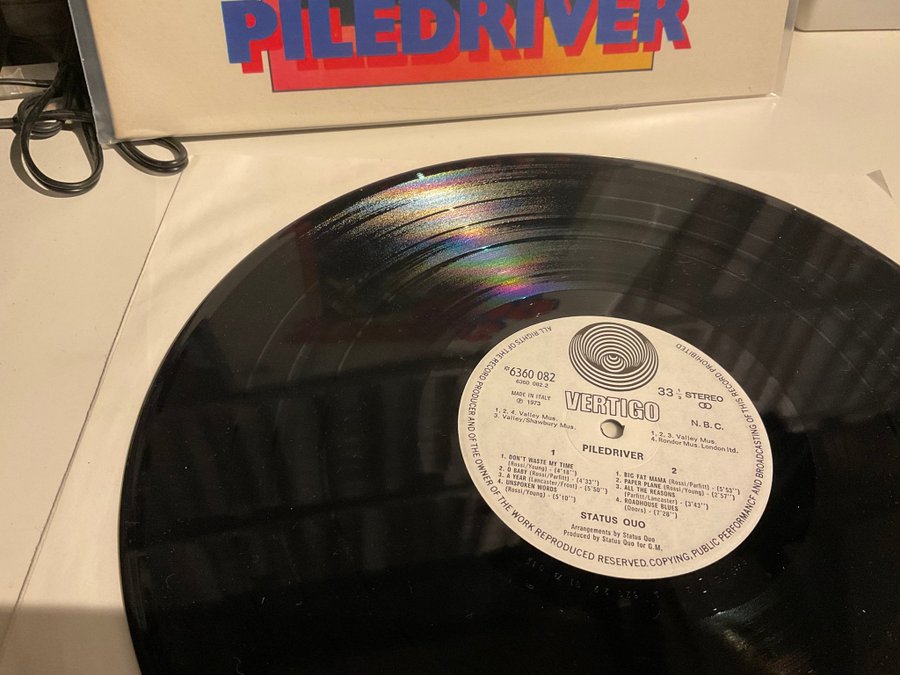 PILEDRIVER
℗6360 082
6360 082.2
MADE IN ITALY
℗ 1973
1, 2, 4. Valley Mus.
3. Valley/Shawbury Mus.
VERTIGO
33 1/3 STEREO
N.B.C.
1, 2, 3. Valley Mus.
4. Rondor Mus. London ltd.
PILEDRIVER
1
1. DON'T WASTE MY TIME
(Rossi/Young) - (4'18'')
2. O BABY (Rossi/Parfitt) - (4'33'')
3. A YEAR (Lancaster/Frost) - (5'50'')
4. UNSPOKEN WORDS
(Rossi/Young) - (5'10'')
2
1. BIG FAT MAMA (Rossi/Parfitt) - (5'53'')
2. PAPER PLANE (Rossi/Young) - (2'57'')
3. ALL THE REASONS
(Parfitt/Lancaster) - (3'43'')
4. ROADHOUSE BLUES
(Doors) - (7'28'')
STATUS QUO
Arrangements by Status Quo
Produced by Status Quo for G.M.
ALL RIGHTS OF THE RECORD PRODUCER AND OF THE OWNER OF THE WORK REPRODUCED RESERVED. COPYING, PUBLIC PERFORMANCE AND BROADCASTING OF THIS RECORD PROHIBITED